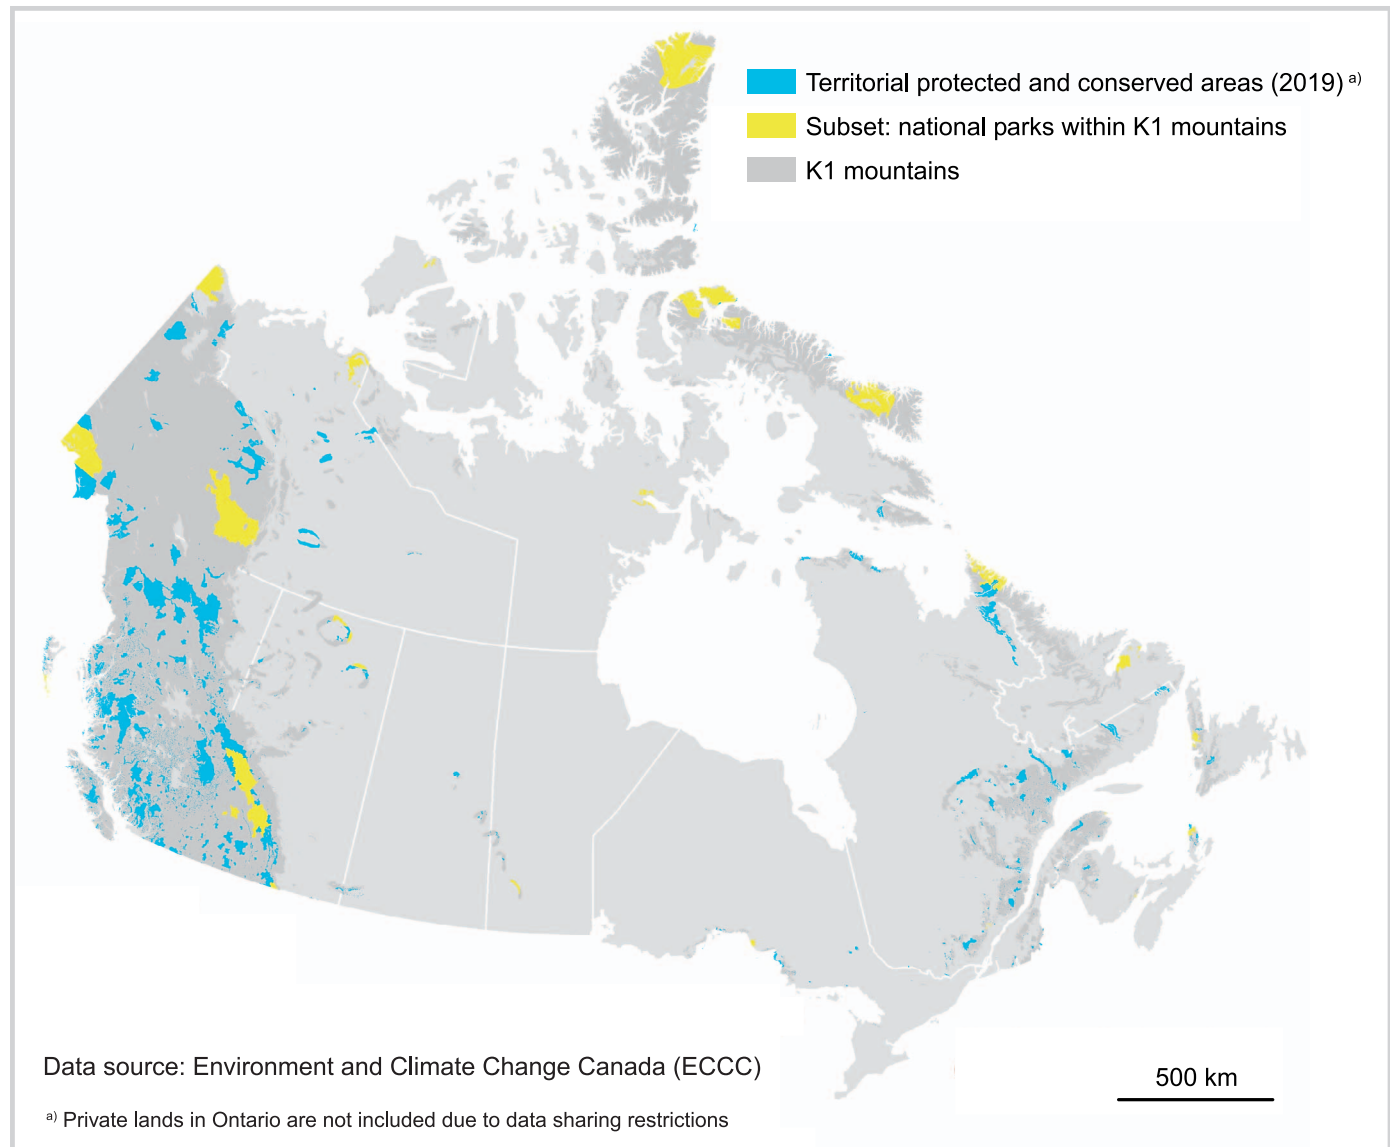 Territorial protected and conserved areas (2019) a)
Subset: national parks within K1 mountains
K1 mountains
Data source: Environment and Climate Change Canada (ECCC)
500 km
a) Private lands in Ontario are not included due to data sharing restrictions